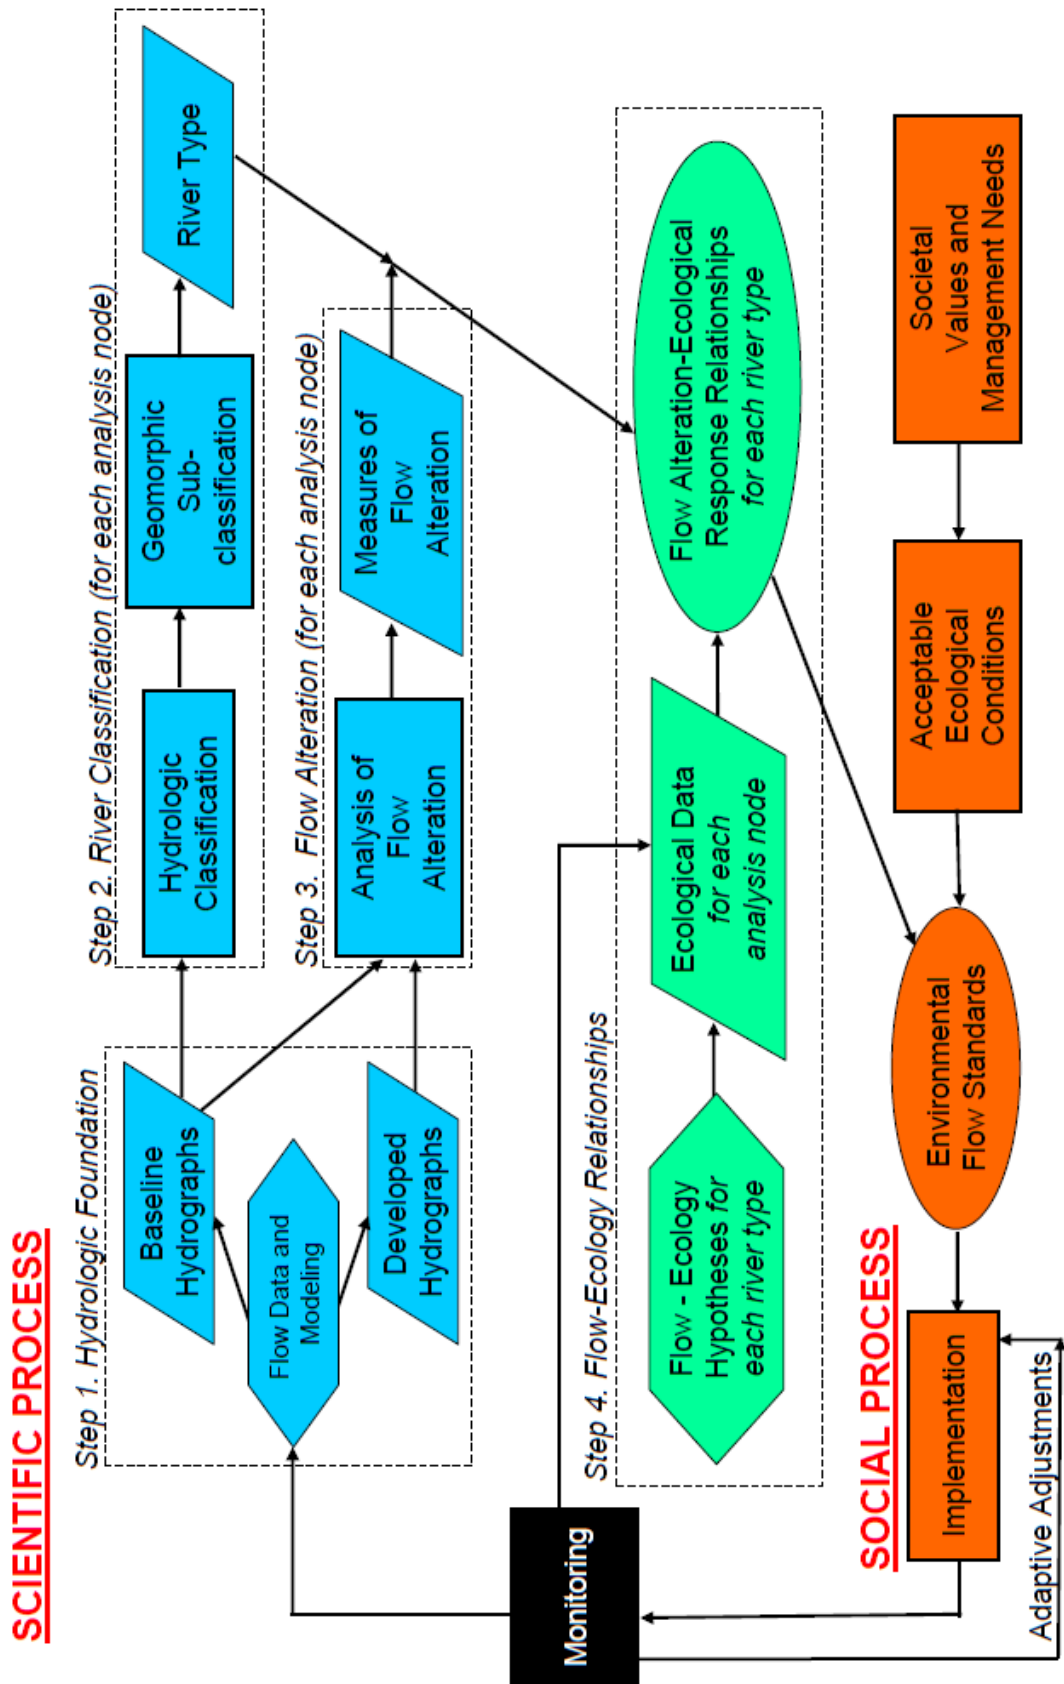 SCIENTIFIC PROCESS
Step 1. Hydrologic Foundation
Baseline
Hydrographs
Flow Data and
Modeling
Developed
Hydrographs
Step 2. River Classification (for each analysis node)
Hydrologic
Classification
Geomorphic
Sub-
classification
River Type
Step 3.  Flow Alteration (for each analysis node)
Analysis of
Flow
Alteration
Measures of
Flow
Alteration
Monitoring
Step 4. Flow-Ecology Relationships
Flow - Ecology
Hypotheses for
each river type
Ecological Data
for each
analysis node
Flow Alteration-Ecological
Response Relationships
for each river type
SOCIAL PROCESS
Implementation
Environmental
Flow Standards
Acceptable
Ecological
Conditions
Societal
Values and
Management Needs
Adaptive Adjustments